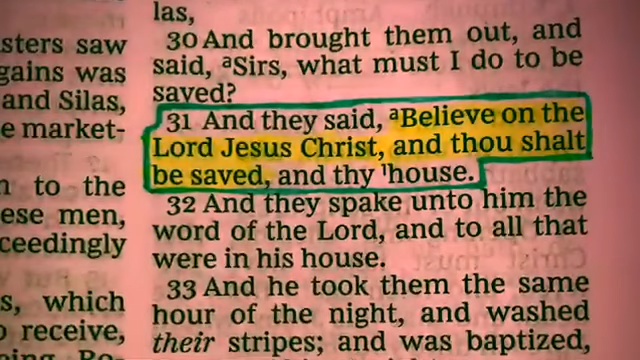 sters saw
gains was
and Silas,
e market-
n to the
ese men,
ceedingly
s, which
receive,
las,
30 And brought them out, and
said, ᵃSirs, what must I do to be
saved?
31 And they said, ᵃBelieve on the
Lord Jesus Christ, and thou shalt
be saved, and thy ¹house.
32 And they spake unto him the
word of the Lord, and to all that
were in his house.
33 And he took them the same
hour of the night, and washed
their stripes; and was baptized,